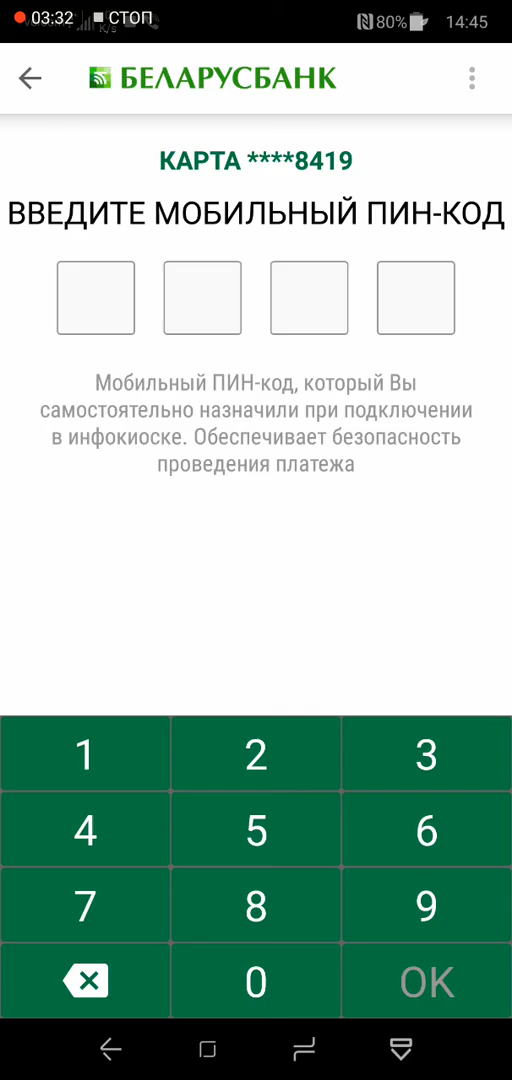 03:32 СТОП
K/s
80% 14:45
БЕЛАРУСБАНК
КАРТА ****8419
ВВЕДИТЕ МОБИЛЬНЫЙ ПИН-КОД
Мобильный ПИН-код, который Вы
самостоятельно назначили при подключении
в инфокиоске. Обеспечивает безопасность
проведения платежа
1 2 3
4 5 6
7 8 9
0 OK